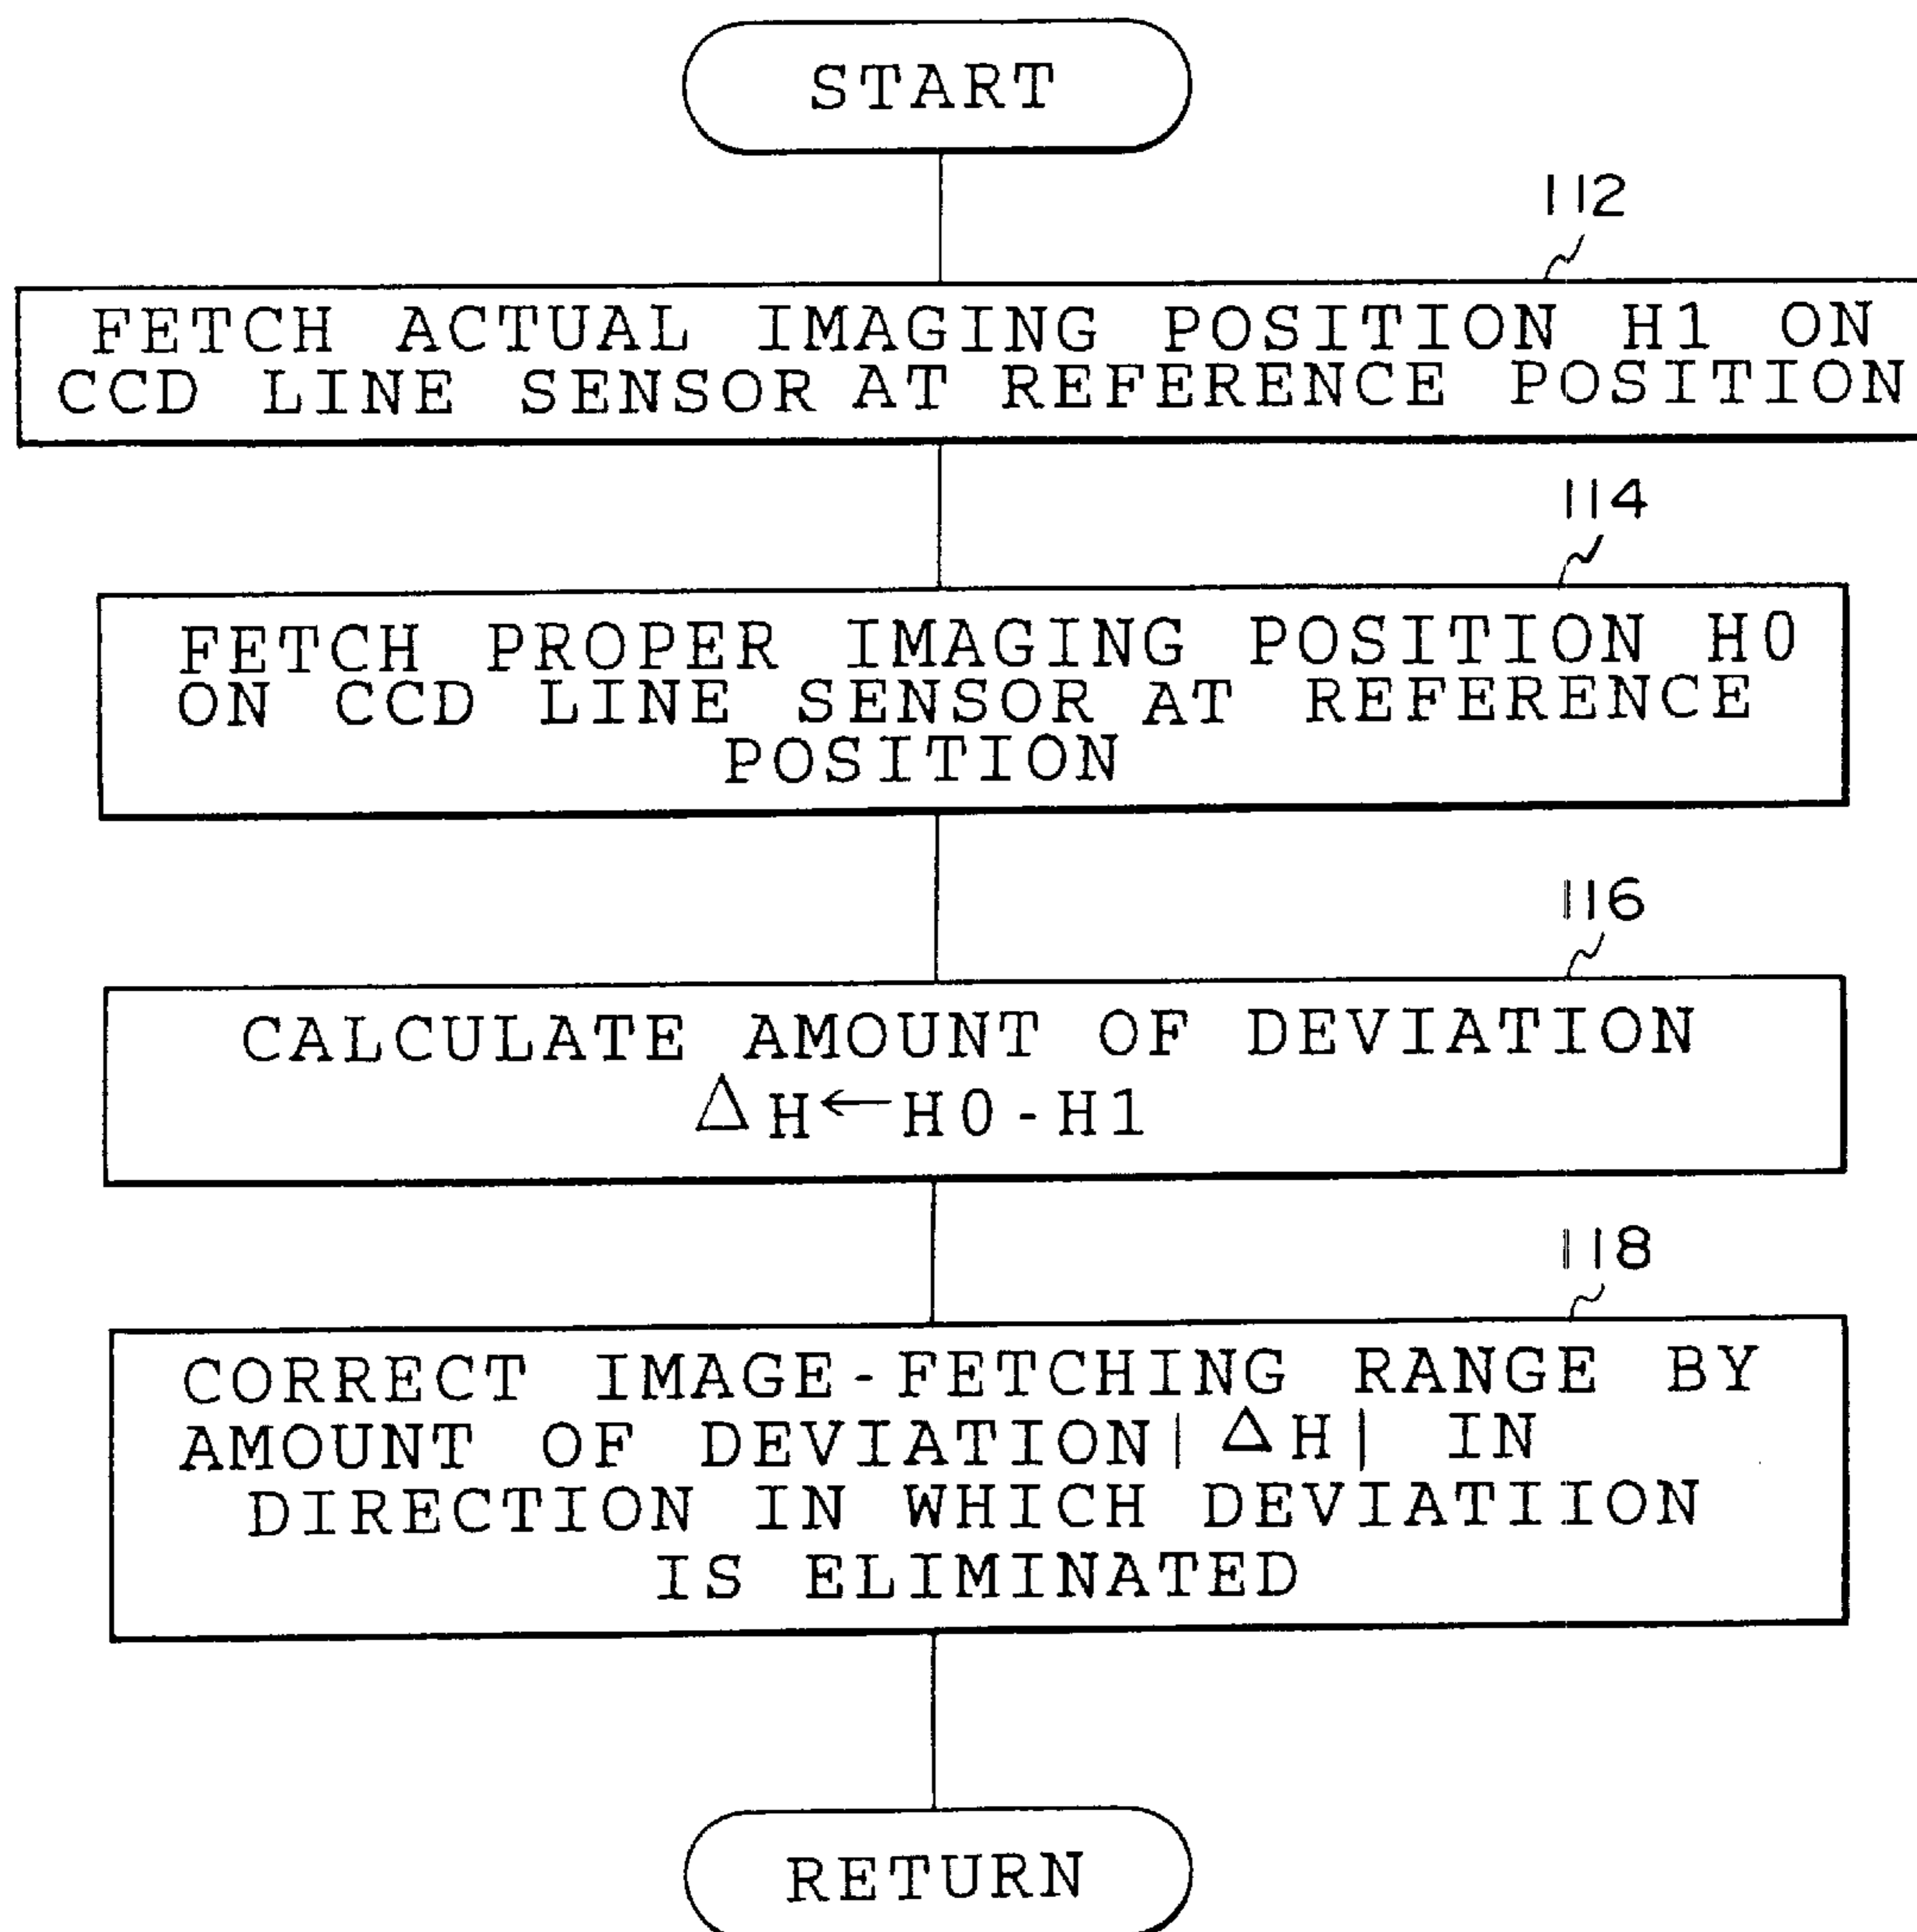 START
112
FETCH ACTUAL IMAGING POSITION H1 ON
CCD LINE SENSOR AT REFERENCE POSITION
114
FETCH PROPER IMAGING POSITION H0
ON CCD LINE SENSOR AT REFERENCE
POSITION
116
CALCULATE AMOUNT OF DEVIATION
△H←H0-H1
118
CORRECT IMAGE-FETCHING RANGE BY
AMOUNT OF DEVIATION|△H| IN
DIRECTION IN WHICH DEVIATIION
IS ELIMINATED
RETURN